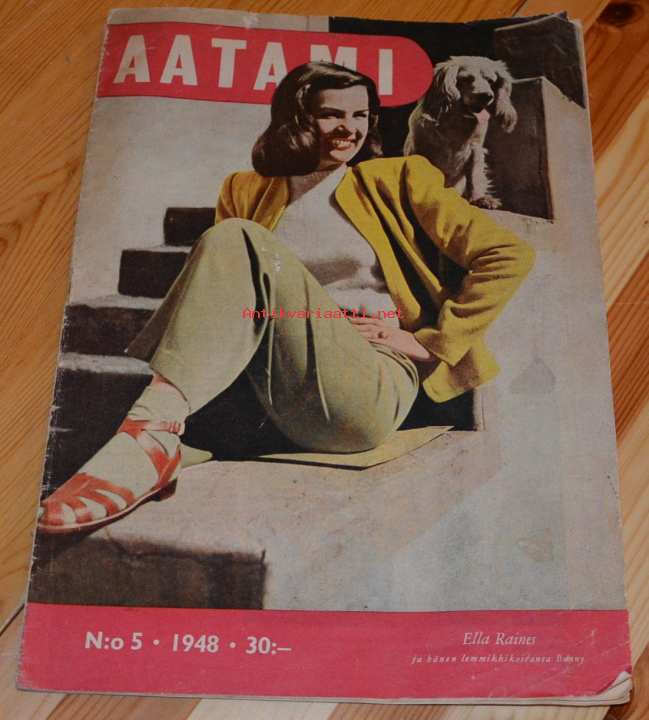 AATAMI
Antikvariaatti.net
N:o 5 · 1948 · 30:–
Ella Raines
ja hänen lemmikkikoiransa Bunny